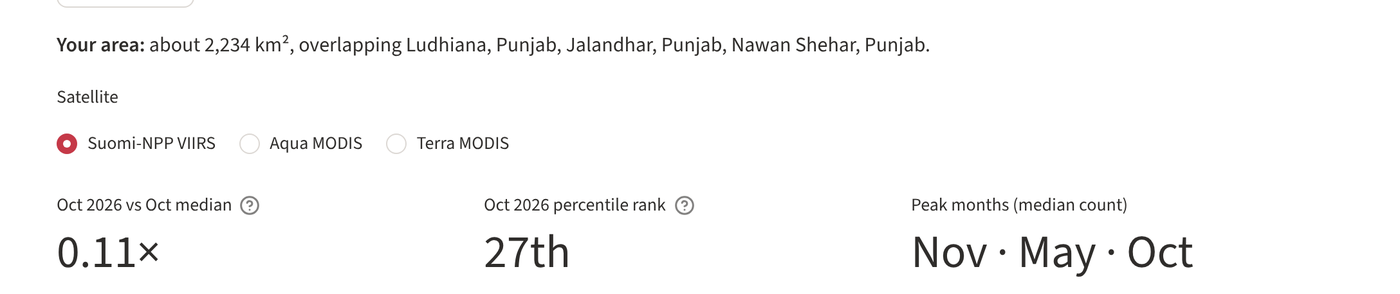 Your area: about 2,234 km², overlapping Ludhiana, Punjab, Jalandhar, Punjab, Nawan Shehar, Punjab.
Satellite
Suomi-NPP VIIRS Aqua MODIS Terra MODIS
Oct 2026 vs Oct median ? Oct 2026 percentile rank ? Peak months (median count)
0.11× 27th Nov · May · Oct